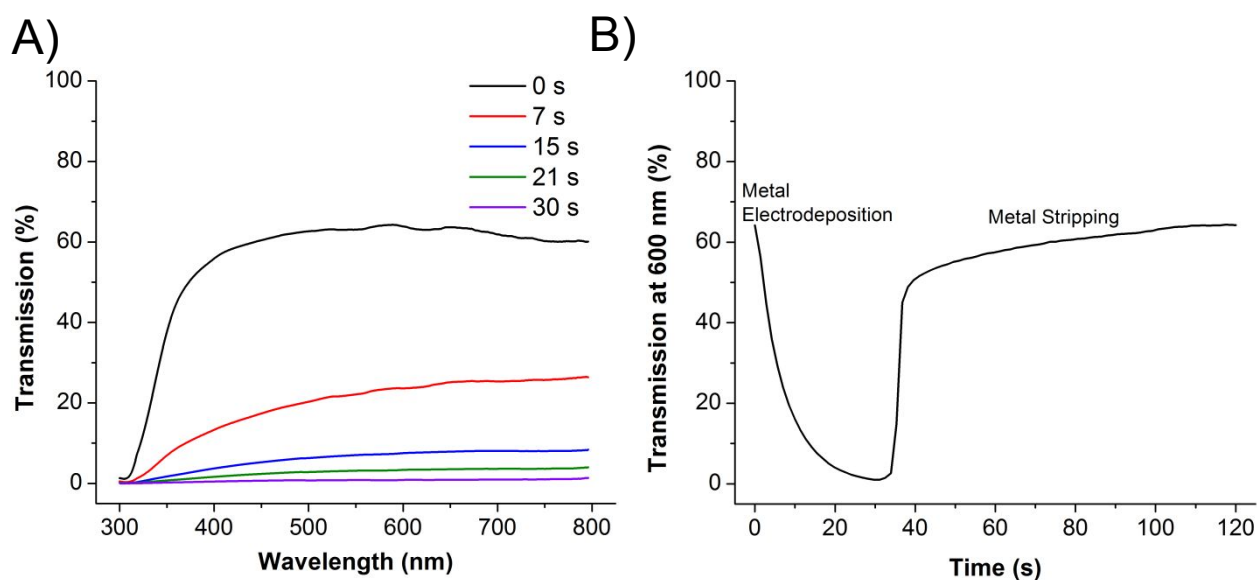 A)
100
80
60
40
20
0
Transmission (%)
300 400 500 600 700 800
Wavelength (nm)
0 s
7 s
15 s
21 s
30 s
B)
100
80
60
40
20
0
Transmission at 600 nm (%)
Metal
Electrodeposition
Metal Stripping
0 20 40 60 80 100 120
Time (s)